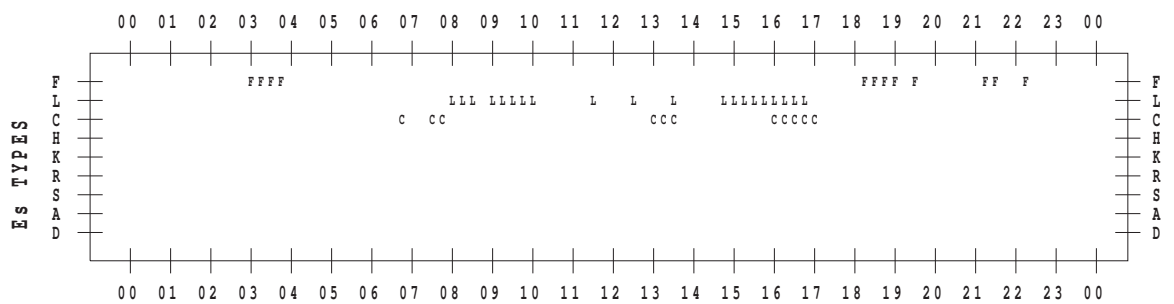 00 01 02 03 04 05 06 07 08 09 10 11 12 13 14 15 16 17 18 19 20 21 22 23 00
F FFFF FFFF F FF F F
L LLL LLLLL L L L LLLLLLLLL L
C C CC CCC CCCCC C
H H
K K
R R
S S
A A
D D
Es TYPES
00 01 02 03 04 05 06 07 08 09 10 11 12 13 14 15 16 17 18 19 20 21 22 23 00